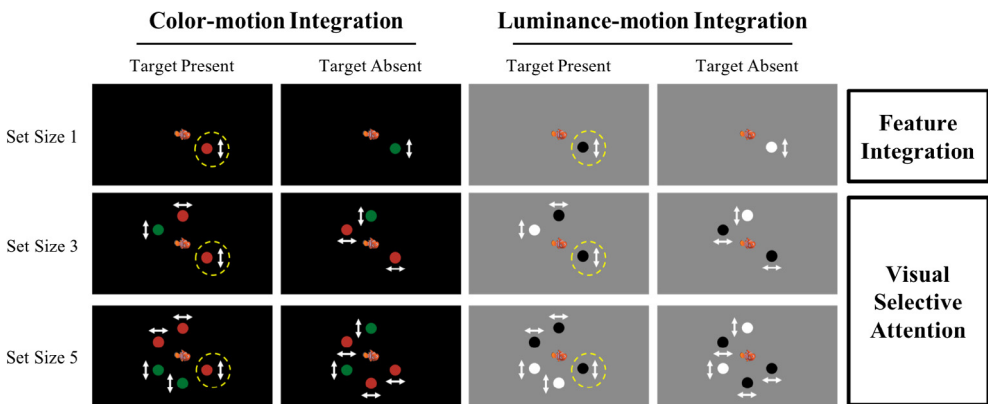 Color-motion Integration
Luminance-motion Integration
Target Present
Target Absent
Target Present
Target Absent
Set Size 1
Feature
Integration
Set Size 3
Visual
Selective
Attention
Set Size 5